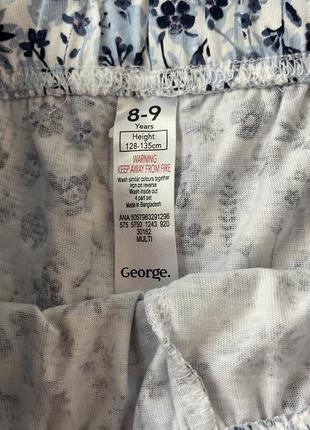 8-9
Years
Height
128-135cm
WARNING
KEEP AWAY FROM FIRE
Wash similar colours together
iron on reverse
Wash inside out
4 part set
Made in Bangladesh
ANA 5057983291296
575 5750 1243 920
30162
MULTI
George.